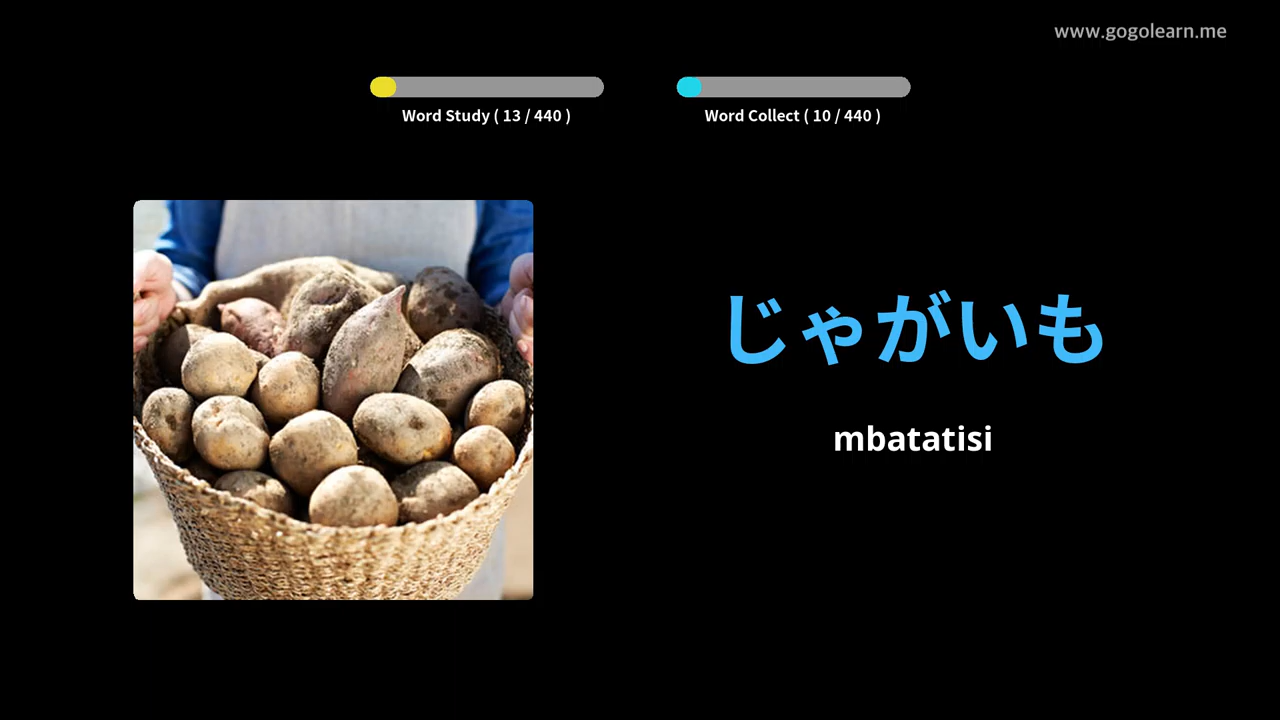 www.gogolearn.me
Word Study ( 13 / 440 )
Word Collect ( 10 / 440 )
じゃがいも
mbatatisi